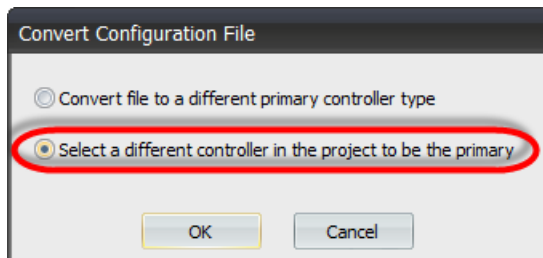 Convert Configuration File
Convert file to a different primary controller type
Select a different controller in the project to be the primary
OK Cancel